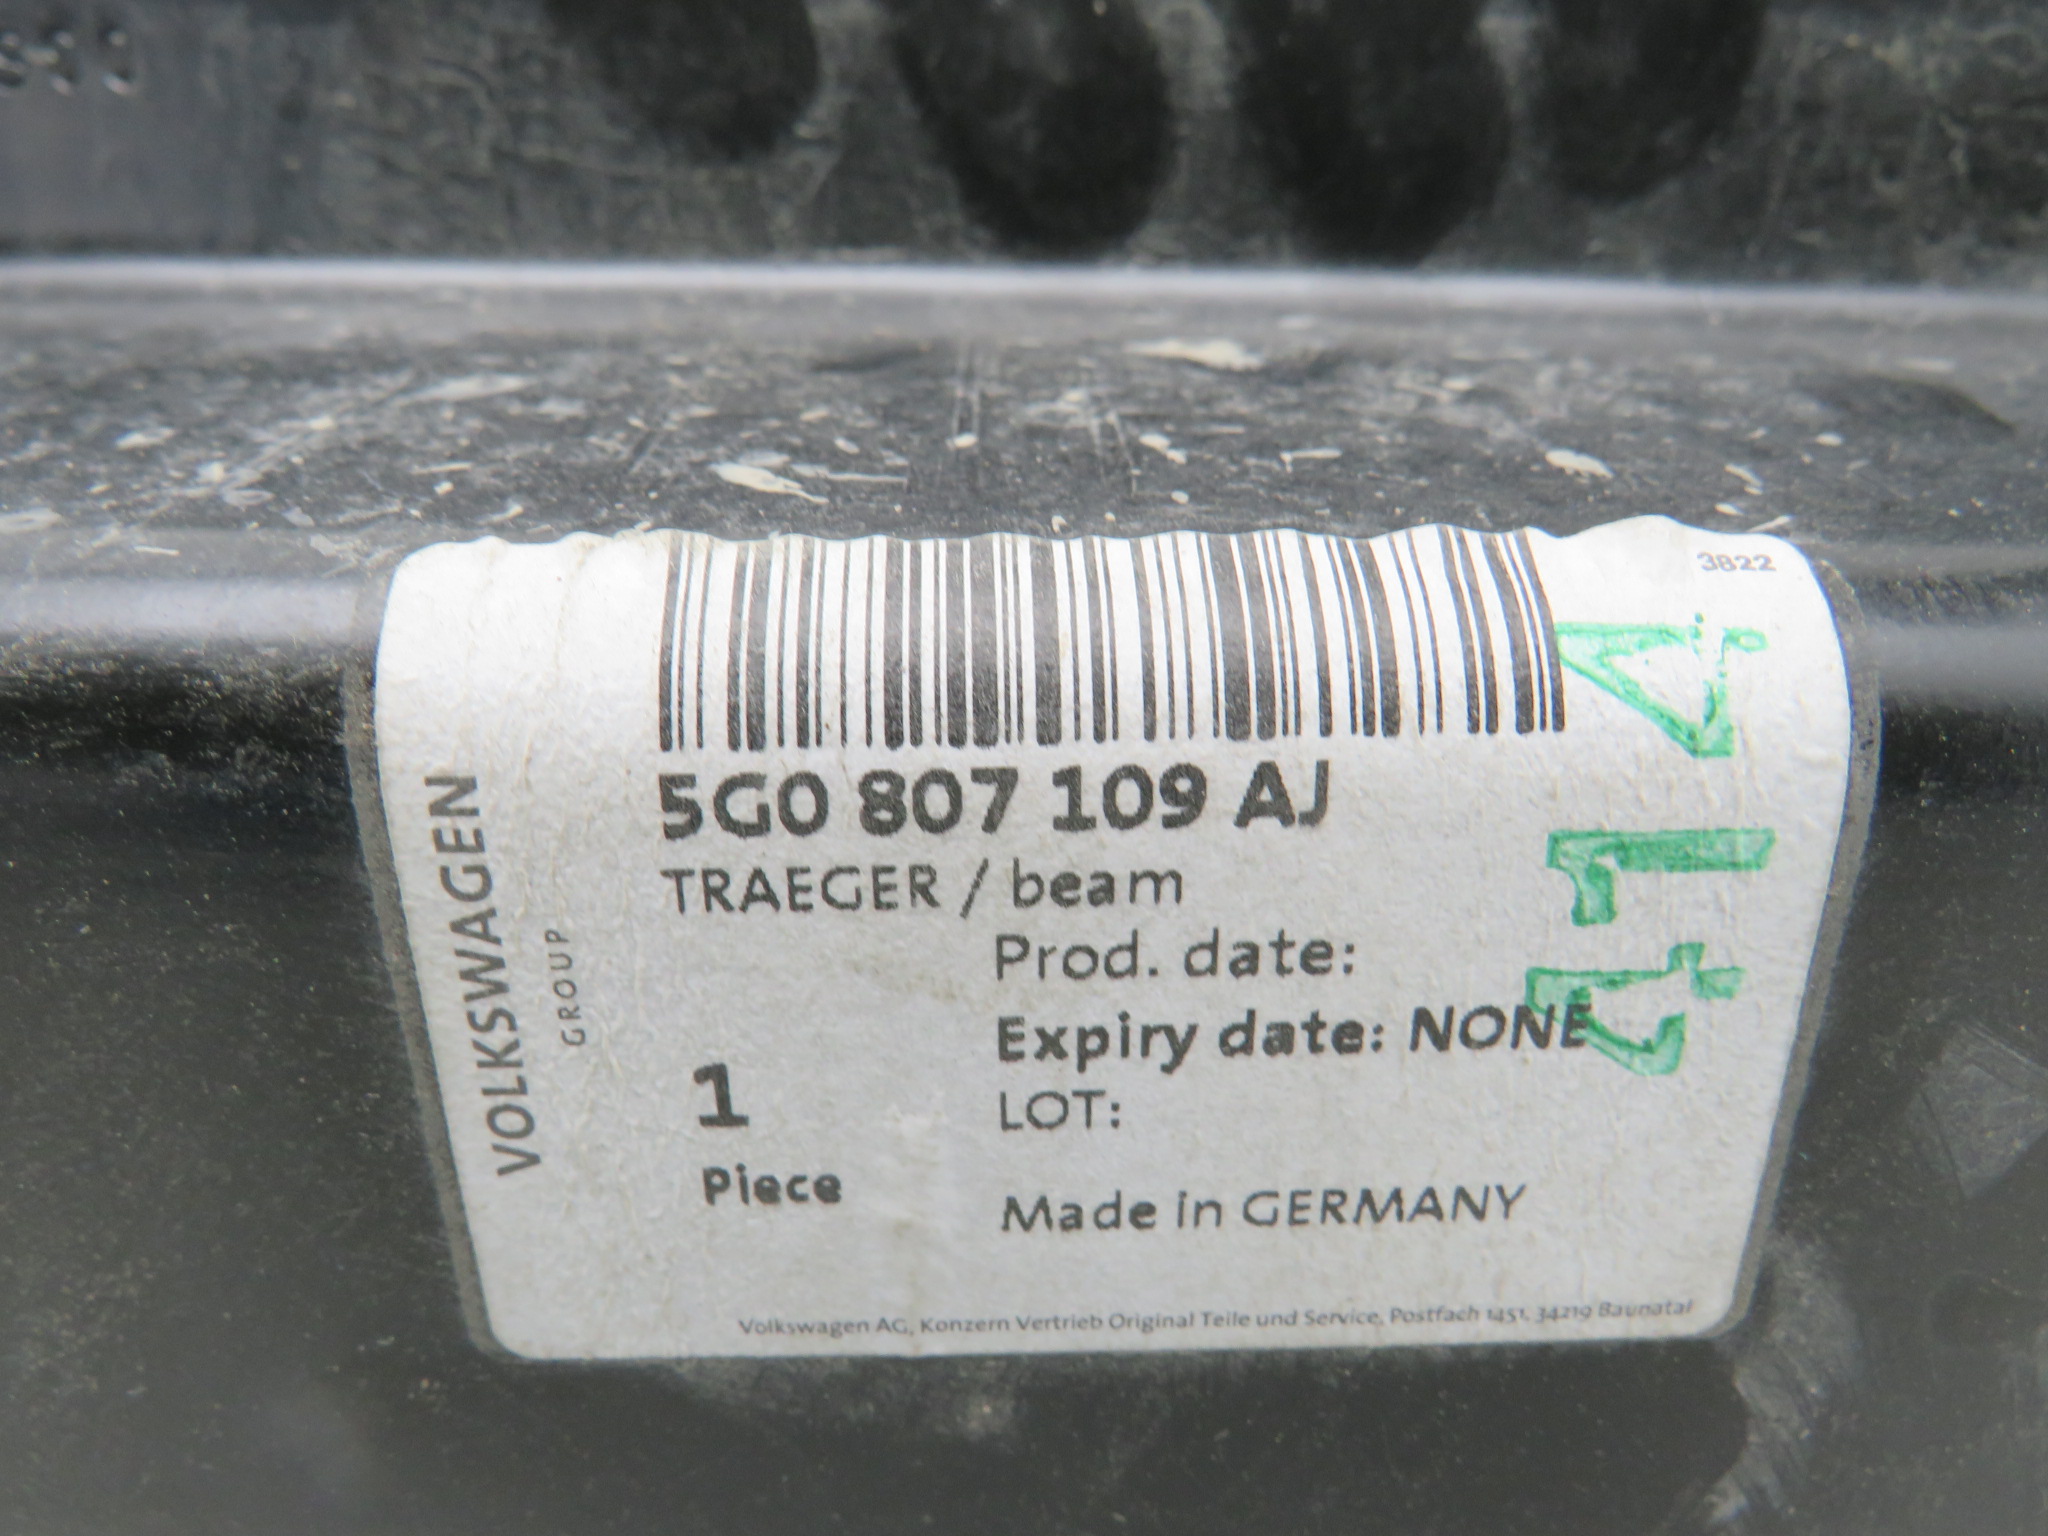 3822
5G0 807 109 AJ
TRAEGER / beam
Prod. date:
Expiry date: NONE
LOT:
1
Piece
Made in GERMANY
VOLKSWAGEN
GROUP
Volkswagen AG, Konzern Vertrieb Original Teile und Service, Postfach 1451, 34219 Baunatal